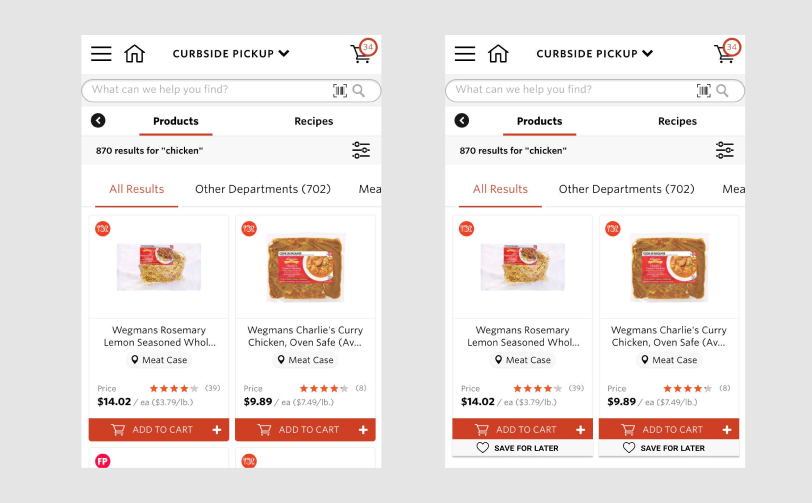 CURBSIDE PICKUP
34
What can we help you find?
Products Recipes
870 results for "chicken"
All Results Other Departments (702) Mea
Wegmans Rosemary
Lemon Seasoned Whol...
Meat Case
Price (39)
$14.02 / ea ($3.79/lb.)
ADD TO CART +
Wegmans Charlie's Curry
Chicken, Oven Safe (Av...
Meat Case
Price (8)
$9.89 / ea ($7.49/lb.)
ADD TO CART +
FP
CURBSIDE PICKUP
34
What can we help you find?
Products Recipes
870 results for "chicken"
All Results Other Departments (702) Mea
Wegmans Rosemary
Lemon Seasoned Whol...
Meat Case
Price (39)
$14.02 / ea ($3.79/lb.)
ADD TO CART +
SAVE FOR LATER
Wegmans Charlie's Curry
Chicken, Oven Safe (Av...
Meat Case
Price (8)
$9.89 / ea ($7.49/lb.)
ADD TO CART +
SAVE FOR LATER